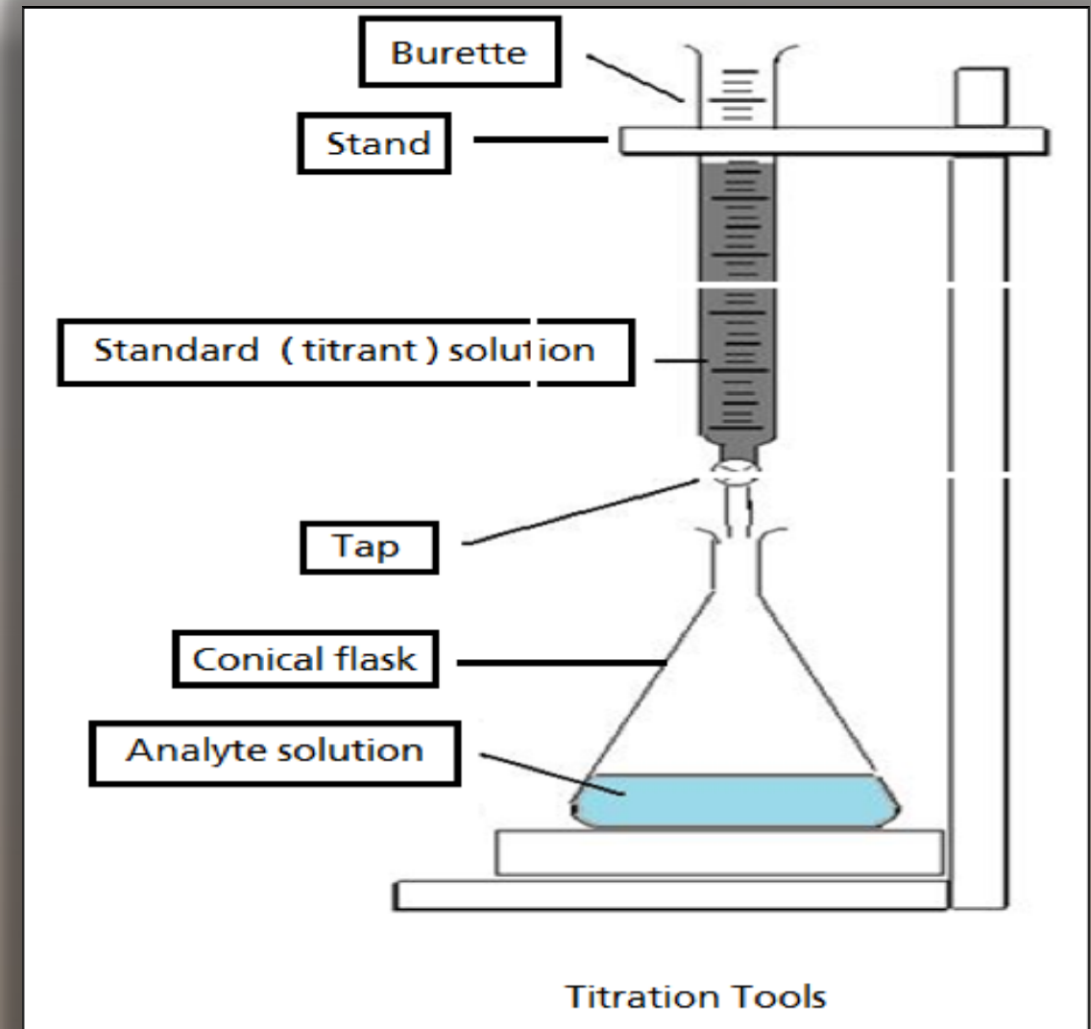 Burette
Stand
Standard ( titrant ) solution
Tap
Conical flask
Analyte solution
Titration Tools